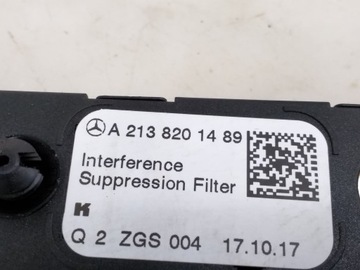 A 213 820 14 89
Interference
Suppression Filter
K
Q 2 ZGS 004 17.10.17